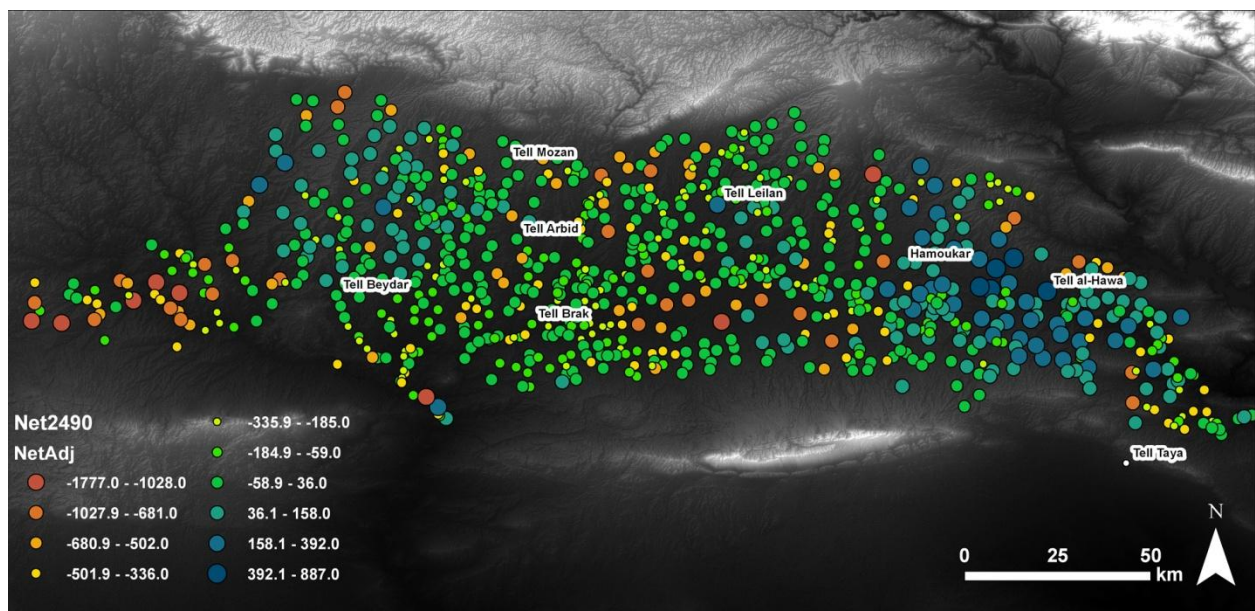 Tell Mozan
Tell Leilan
Tell Arbid
Hamoukar
Tell Beydar
Tell al-Hawa
Tell Brak
Net2490
NetAdj
-1777.0 - -1028.0
-1027.9 - -681.0
-680.9 - -502.0
-501.9 - -336.0
-335.9 - -185.0
-184.9 - -59.0
-58.9 - 36.0
36.1 - 158.0
158.1 - 392.0
392.1 - 887.0
Tell Taya
N
0 25 50
km